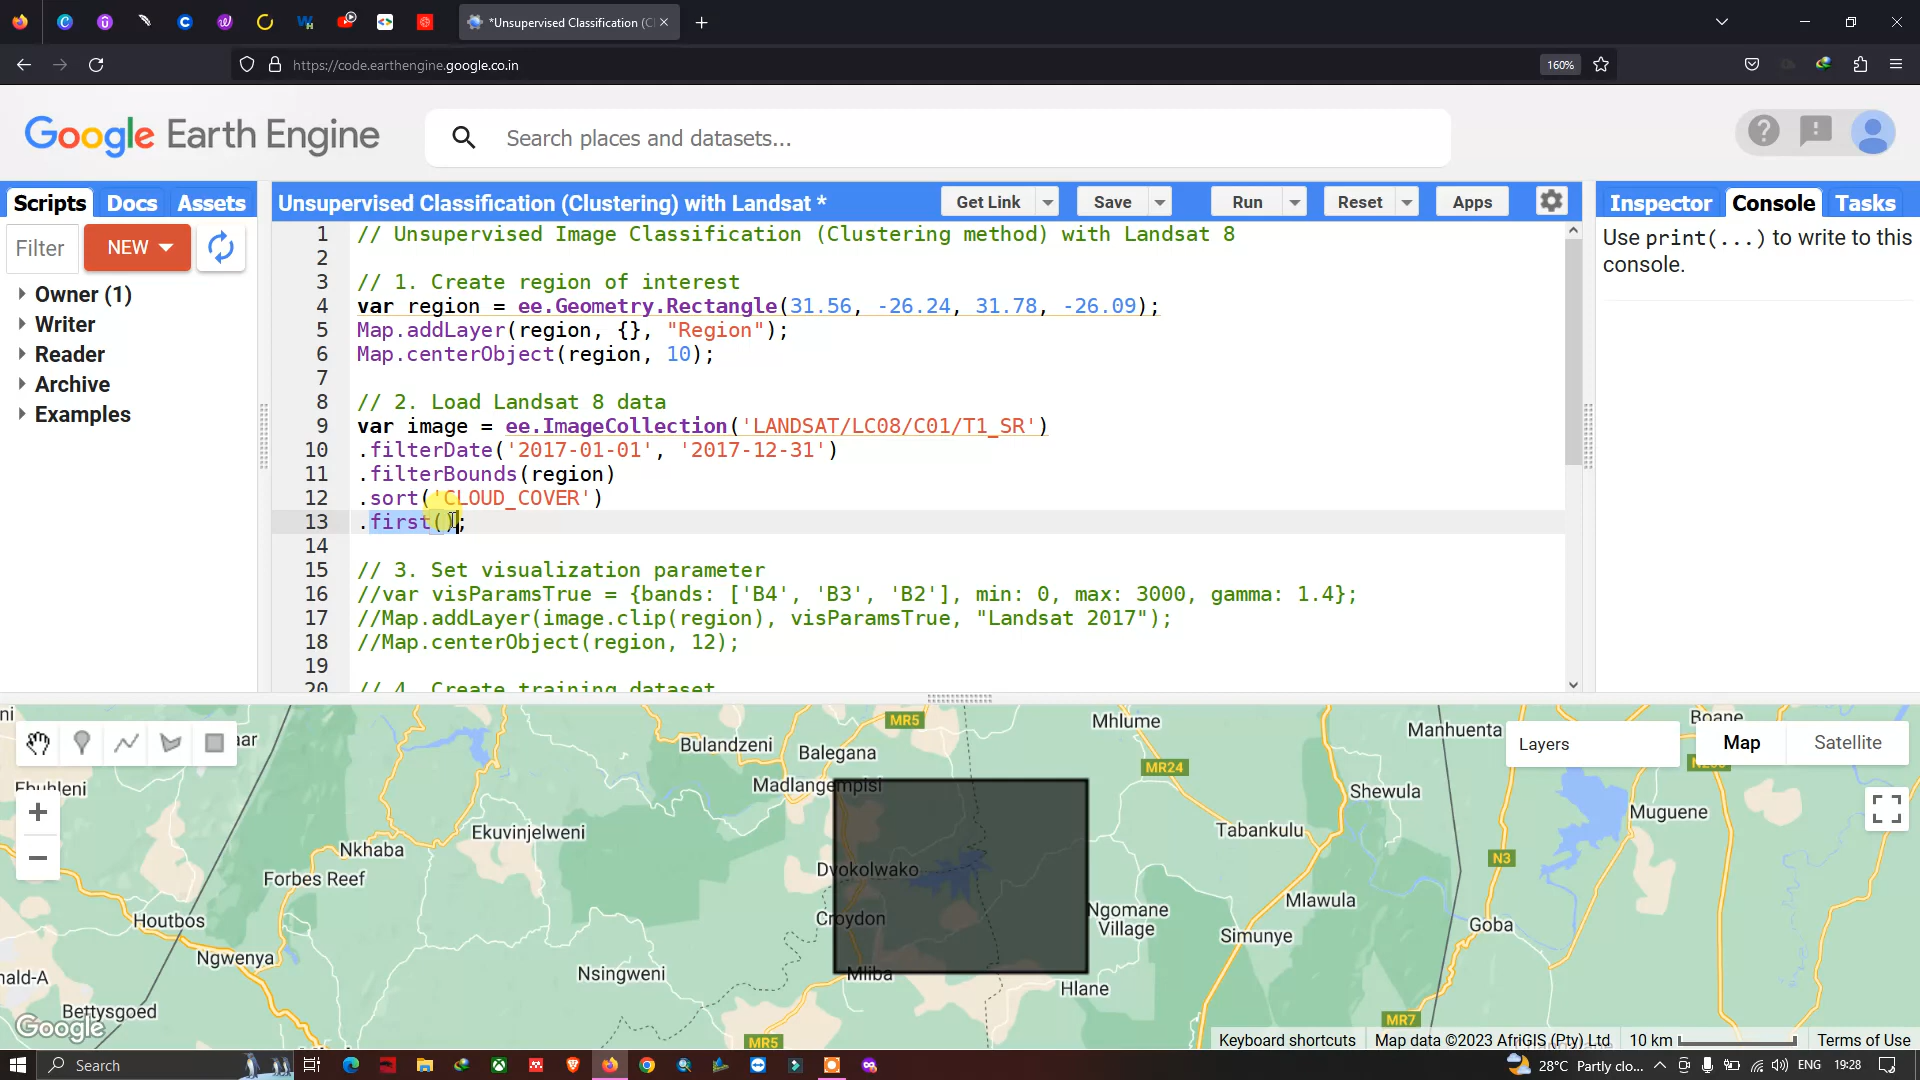 *Unsupervised Classification (Cl
https://code.earthengine.google.co.in
160%
Google Earth Engine
Search places and datasets...
Scripts
Docs
Assets
Unsupervised Classification (Clustering) with Landsat *
Get Link
Save
Run
Reset
Apps
Inspector
Console
Tasks
Filter
NEW
Owner (1)
Writer
Reader
Archive
Examples
1 // Unsupervised Image Classification (Clustering method) with Landsat 8
2
3 // 1. Create region of interest
4 var region = ee.Geometry.Rectangle(31.56, -26.24, 31.78, -26.09);
5 Map.addLayer(region, {}, "Region");
6 Map.centerObject(region, 10);
7
8 // 2. Load Landsat 8 data
9 var image = ee.ImageCollection('LANDSAT/LC08/C01/T1_SR')
10 .filterDate('2017-01-01', '2017-12-31')
11 .filterBounds(region)
12 .sort('CLOUD_COVER')
13 .first();
14
15 // 3. Set visualization parameter
16 //var visParamsTrue = {bands: ['B4', 'B3', 'B2'], min: 0, max: 3000, gamma: 1.4};
17 //Map.addLayer(image.clip(region), visParamsTrue, "Landsat 2017");
18 //Map.centerObject(region, 12);
19
20 // 4. Create training dataset
Use print(...) to write to this
console.
MR5
Mhlume
Manhuenta
Boane
Bulandzeni
Balegana
Layers
Map
Satellite
MR24
Madlangempisi
Shewula
Muguene
Ekuvinjelweni
Tabankulu
Nkhaba
N3
Forbes Reef
Dvokolwako
Mlawula
Houtbos
Croydon
Ngomane
Village
Goba
Simunye
Ngwenya
Nsingweni
Mliba
Hlane
nald-A
Bettysgoed
MR7
Google
MR5
Keyboard shortcuts
Map data ©2023 AfriGIS (Pty) Ltd
10 km
Terms of Use
Search
28°C Partly clo...
ENG
19:28